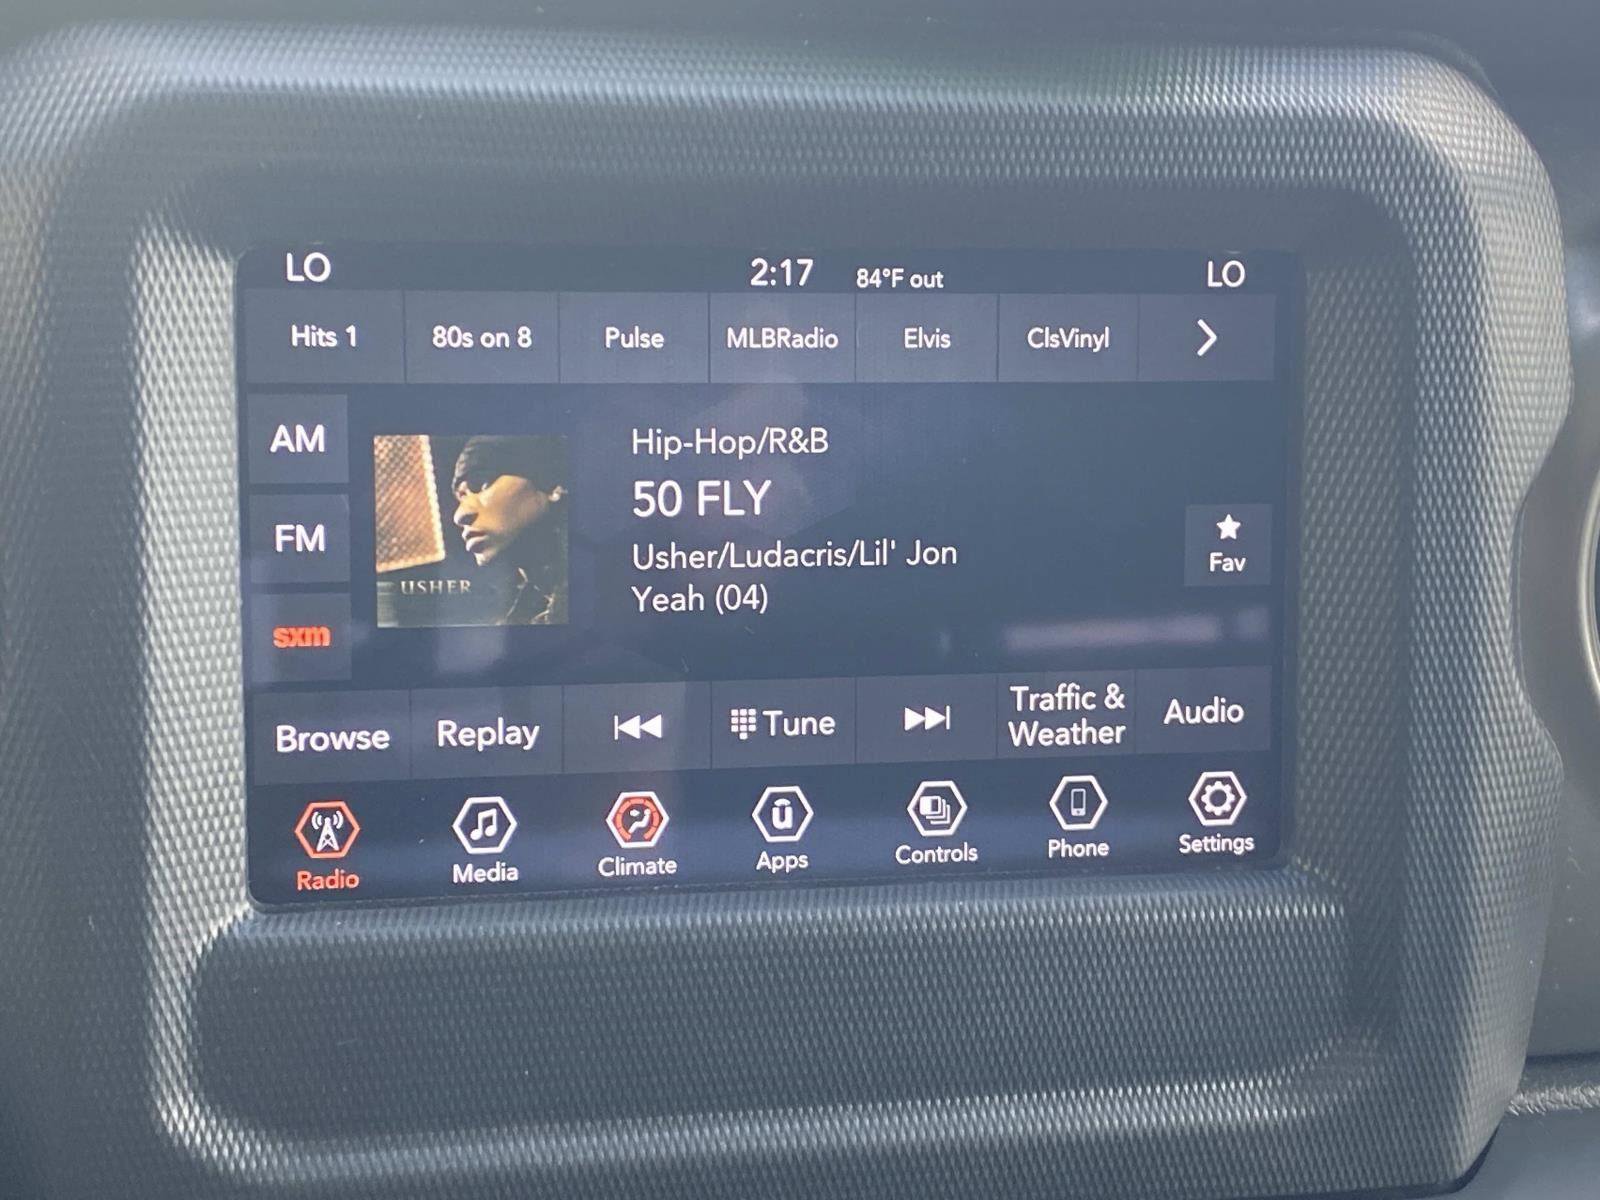 LO 2:17 84°F out LO
Hits 1 80s on 8 Pulse MLBRadio Elvis ClsVinyl
AM
FM
sxm
USHER
Hip-Hop/R&B
50 FLY
Usher/Ludacris/Lil' Jon
Yeah (04)
Fav
Browse Replay Tune Traffic & Weather Audio
Radio Media Climate Apps Controls Phone Settings